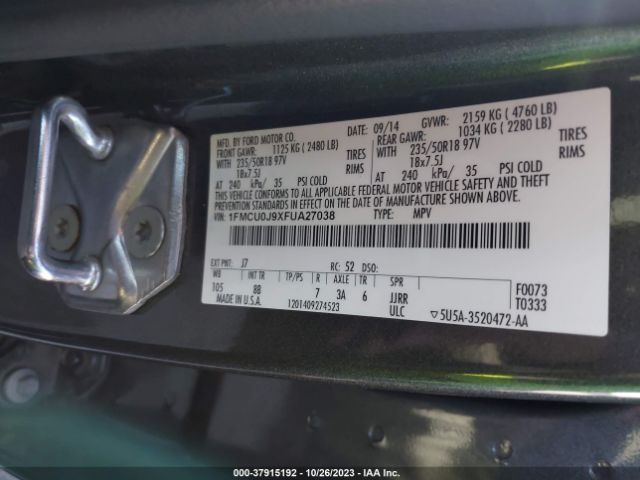 MFD. BY FORD MOTOR CO. DATE: 09/14 GVWR: 2159 KG ( 4760 LB)
FRONT GAWR: 1125 KG ( 2480 LB) REAR GAWR: 1034 KG ( 2280 LB)
WITH 235/50R18 97V TIRES WITH 235/50R18 97V TIRES
18x7.5J RIMS 18x7.5J RIMS
AT 240 kPa/ 35 PSI COLD AT 240 kPa/ 35 PSI COLD
THIS VEHICLE CONFORMS TO ALL APPLICABLE FEDERAL MOTOR VEHICLE SAFETY AND THEFT PREVENTION STANDARDS IN EFFECT ON THE DATE OF MANUFACTURE SHOWN ABOVE.
VIN: 1FMCU0J9XFUA27038 TYPE: MPV
EXT PNT: J7 RC: 52 DSO: F0073
WB INT TR TP/PS R AXLE TR SPR T0333
105 8B 7 3A 6 JJRR
MADE IN U.S.A. 1201409274523 ULC ▽5U5A-3520472-AA
000-37915192 - 10/26/2023 - IAA Inc.